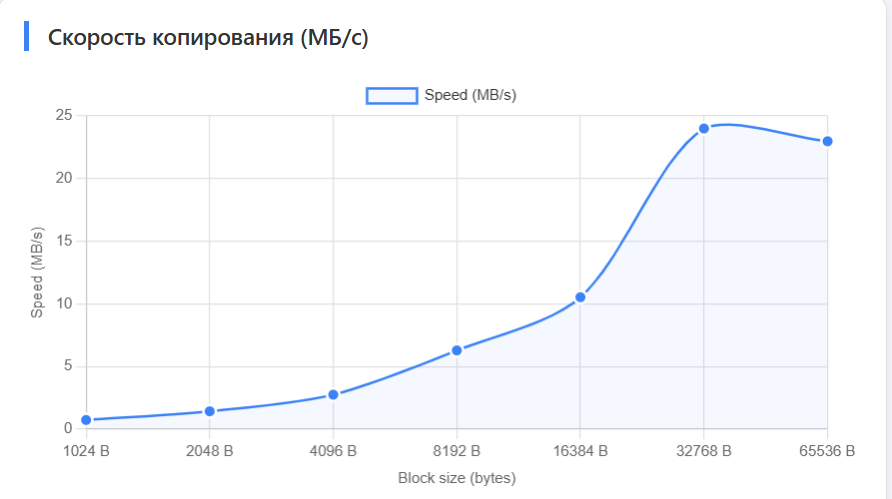 Скорость копирования (МБ/с)
Speed (MB/s)
25
20
15
10
5
0
Speed (MB/s)
1024 B
2048 B
4096 B
8192 B
16384 B
32768 B
65536 B
Block size (bytes)